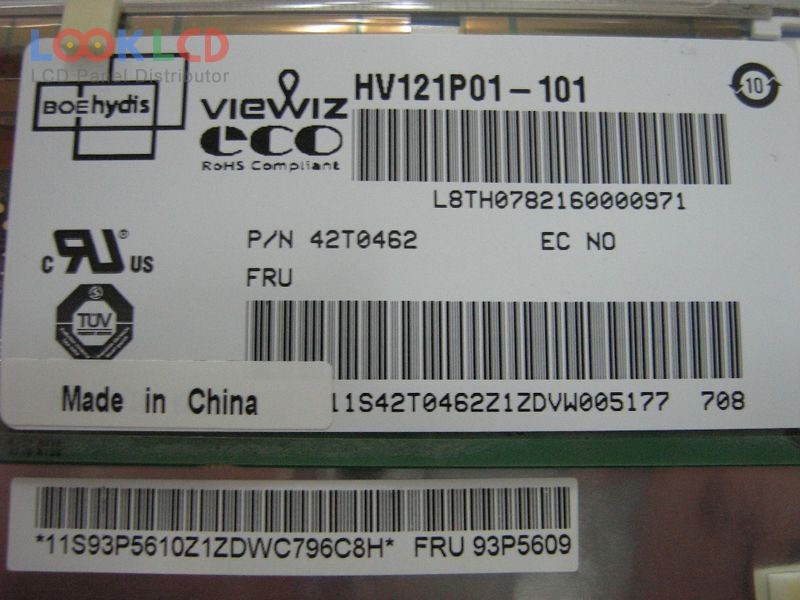 LOOKLCD
LCD Panel Distributor
BOEhydis
VIEWIZ
eco
RoHS Compliant
HV121P01-101
10
L8TH0782160000971
P/N 42T0462 EC NO
FRU
c RU ® US
S
TÜV
Made in China
11S42T0462Z1ZDVW005177 708
*11S93P5610Z1ZDWC796C8H* FRU 93P5609